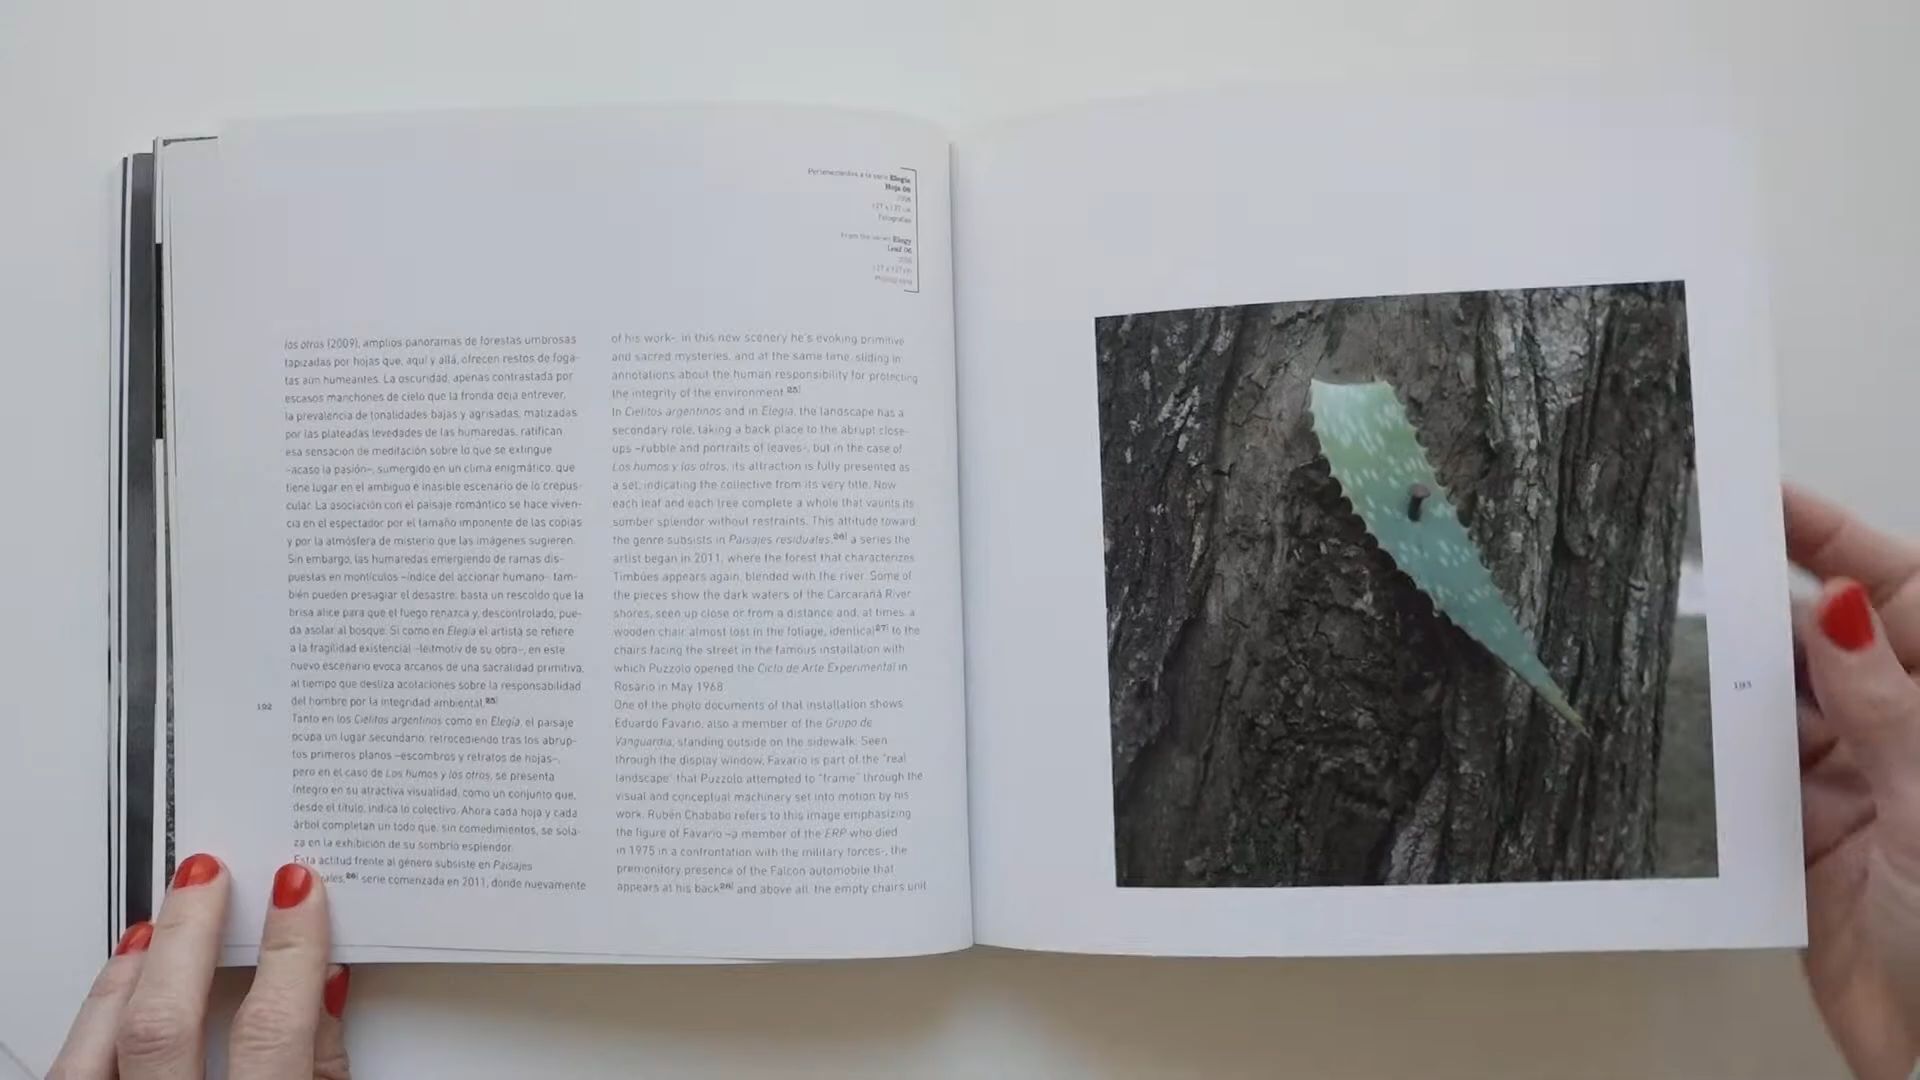 Pertenecientes a la serie Elegía
Hoja 06
2006
127 x 127 cm
Fotografías
From the series Elegy
Leaf 06
2006
127 x 127 cm
los otros (2009), amplios panoramas de forestas umbrosas
tapizadas por hojas que, aquí y allá, ofrecen restos de foga-
tas aún humeantes. La oscuridad, apenas contrastada por
escasos manchones de cielo que la fronda deja entrever,
la prevalencia de tonalidades bajas y agrisadas, matizadas
por las plateadas levedades de las humaredas, ratifican
esa sensación de meditación sobre lo que se extingue
–acaso la pasión–, sumergido en un clima enigmático, que
tiene lugar en el ambiguo e inasible escenario de lo crepus-
cular. La asociación con el paisaje romántico se hace viven-
cia en el espectador por el tamaño imponente de las copias
y por la atmósfera de misterio que las imágenes sugieren.
Sin embargo, las humaredas emergiendo de ramas dis-
puestas en montículos –índice del accionar humano– tam-
bién pueden presagiar el desastre: basta un rescoldo que la
brisa atice para que el fuego renazca y, descontrolado, pue-
da asolar al bosque. Si como en Elegía el artista se refiere
a la fragilidad existencial –leitmotiv de su obra–, en este
nuevo escenario evoca arcanos de una sacralidad primitiva,
al tiempo que desliza acotaciones sobre la responsabilidad
del hombre por la integridad ambiental.25]
Tanto en los Cielitos argentinos como en Elegía, el paisaje
ocupa un lugar secundario, retrocediendo tras los abrup-
tos primeros planos –escombros y retratos de hojas–,
pero en el caso de Los humos y los otros, se presenta
íntegro en su atractiva visualidad, como un conjunto que,
desde el título, indica lo colectivo. Ahora cada hoja y cada
árbol completan un todo que, sin comedimientos, se sola-
za en la exhibición de su sombrío esplendor.
Esta actitud frente al género subsiste en Paisajes
uales,26] serie comenzada en 2011, donde nuevamente
192
of his work–, in this new scenery he's evoking primitive
and sacred mysteries, and at the same time, sliding in
annotations about the human responsibility for protecting
the integrity of the environment.25]
In Cielitos argentinos and in Elegía, the landscape has a
secondary role, taking a back place to the abrupt close-
ups –rubble and portraits of leaves–, but in the case of
Los humos y los otros, its attraction is fully presented as
a set, indicating the collective from its very title. Now
each leaf and each tree complete a whole that vaunts its
somber splendor without restraints. This attitude toward
the genre subsists in Paisajes residuales,26] a series the
artist began in 2011, where the forest that characterizes
Timbúes appears again, blended with the river. Some of
the pieces show the dark waters of the Carcarañá River
shores, seen up close or from a distance and, at times, a
wooden chair almost lost in the foliage, identical27] to the
chairs facing the street in the famous installation with
which Puzzolo opened the Ciclo de Arte Experimental in
Rosario in May 1968.
One of the photo documents of that installation shows
Eduardo Favario, also a member of the Grupo de
Vanguardia, standing outside on the sidewalk. Seen
through the display window, Favario is part of the "real
landscape" that Puzzolo attempted to "frame" through the
visual and conceptual machinery set into motion by his
work. Rubén Chababo refers to this image emphasizing
the figure of Favario –a member of the ERP who died
in 1975 in a confrontation with the military forces–, the
premonitory presence of the Falcon automobile that
appears at his back28] and above all, the empty chairs until
193